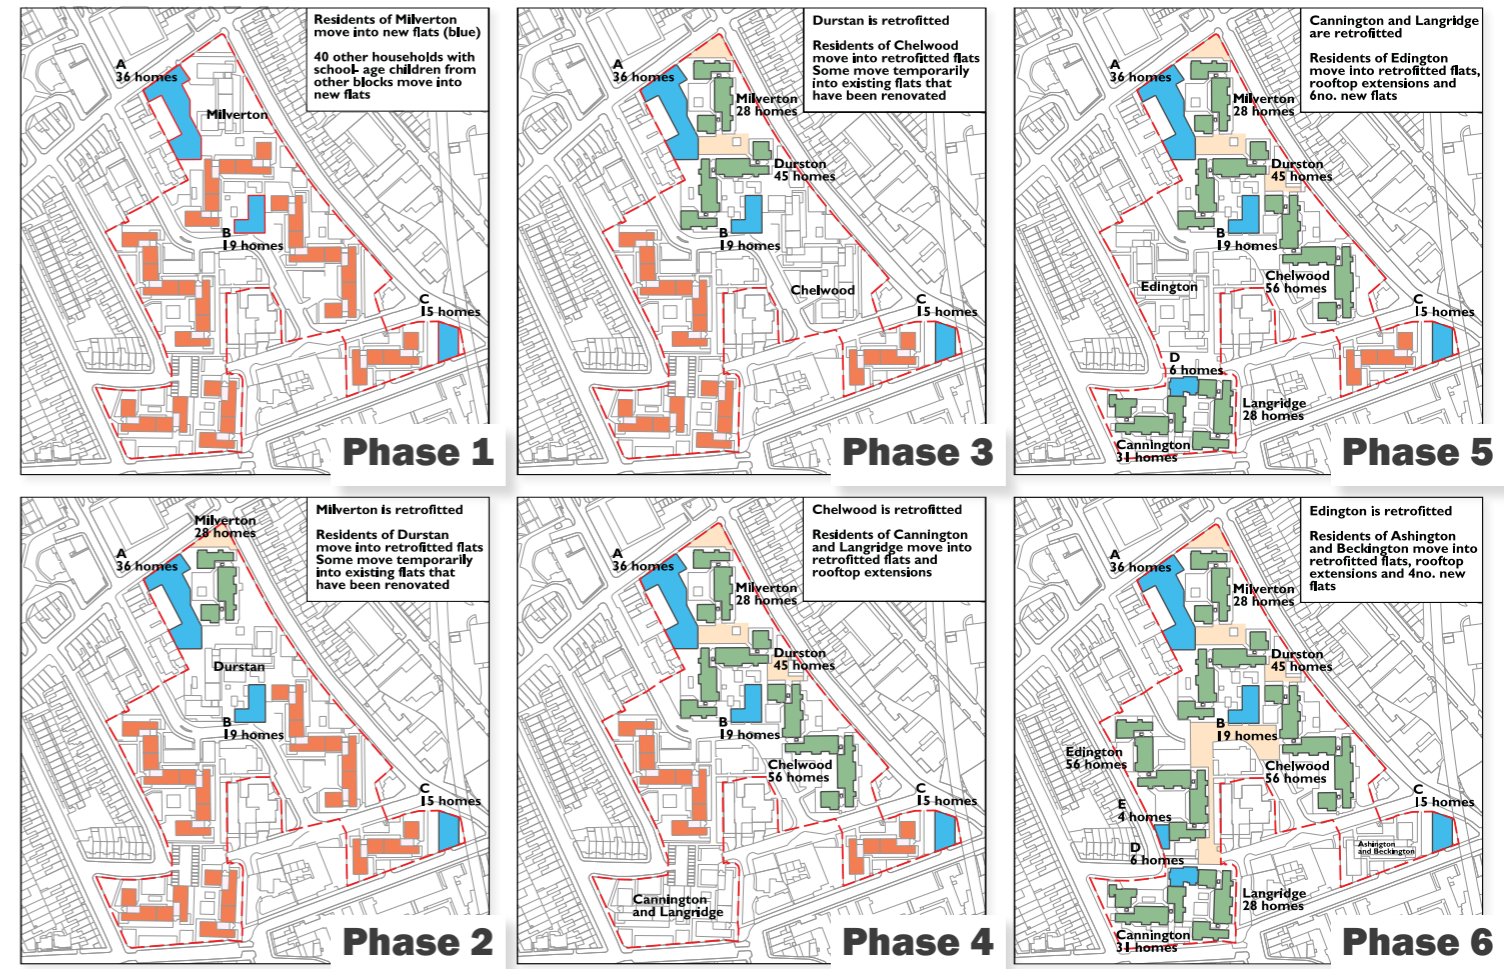 Residents of Milverton
move into new flats (blue)
40 other households with
school- age children from
other blocks move into
new flats
A
36 homes
Milverton
B
19 homes
C
15 homes
Phase 1
Durstan is retrofitted
Residents of Chelwood
move into retrofitted flats
Some move temporarily
into existing flats that
have been renovated
A
36 homes
Milverton
28 homes
Durston
45 homes
B
19 homes
Chelwood
C
15 homes
Phase 3
Cannington and Langridge
are retrofitted
Residents of Edington
move into retrofitted flats,
rooftop extensions and
6no. new flats
A
36 homes
Milverton
28 homes
Durston
45 homes
B
19 homes
Chelwood
56 homes
Edington
C
15 homes
D
6 homes
Langridge
28 homes
Cannington
31 homes
Phase 5
Milverton is retrofitted
Residents of Durstan
move into retrofitted flats
Some move temporarily
into existing flats that
have been renovated
Milverton
28 homes
A
36 homes
Durstan
B
19 homes
C
15 homes
Phase 2
Chelwood is retrofitted
Residents of Cannington
and Langridge move into
retrofitted flats and
rooftop extensions
A
36 homes
Milverton
28 homes
Durston
45 homes
B
19 homes
Chelwood
56 homes
C
15 homes
Cannington
and Langridge
Phase 4
Edington is retrofitted
Residents of Ashington
and Beckington move into
retrofitted flats, rooftop
extensions and 4no. new
flats
A
36 homes
Milverton
28 homes
Durston
45 homes
B
19 homes
Edington
56 homes
Chelwood
56 homes
C
15 homes
E
4 homes
D
6 homes
Ashington
and Beckington
Langridge
28 homes
Cannington
31 homes
Phase 6